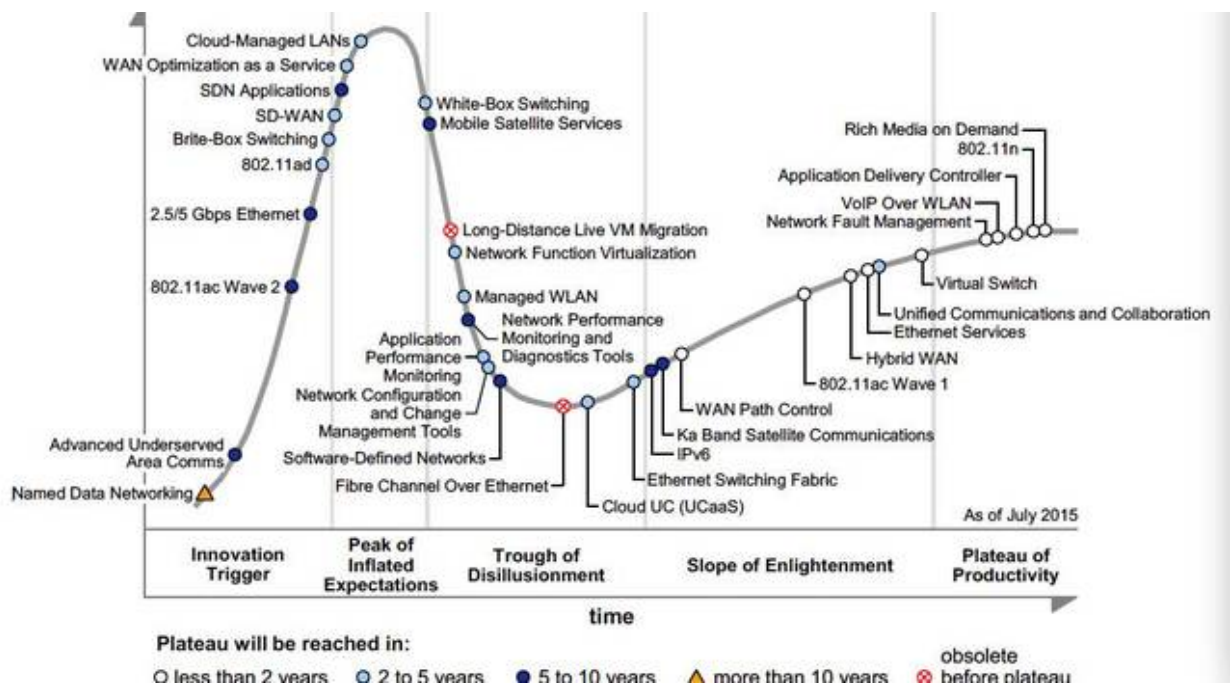 Cloud-Managed LANs
WAN Optimization as a Service
SDN Applications
SD-WAN
Brite-Box Switching
802.11ad
2.5/5 Gbps Ethernet
802.11ac Wave 2
Advanced Underserved
Area Comms
Named Data Networking
White-Box Switching
Mobile Satellite Services
Long-Distance Live VM Migration
Network Function Virtualization
Managed WLAN
Network Performance
Monitoring and
Diagnostics Tools
Application
Performance
Monitoring
Network Configuration
and Change
Management Tools
Software-Defined Networks
Fibre Channel Over Ethernet
Cloud UC (UCaaS)
Ethernet Switching Fabric
IPv6
Ka Band Satellite Communications
WAN Path Control
802.11ac Wave 1
Hybrid WAN
Ethernet Services
Unified Communications and Collaboration
Virtual Switch
Rich Media on Demand
802.11n
Application Delivery Controller
VoIP Over WLAN
Network Fault Management
As of July 2015
Innovation
Trigger
Peak of
Inflated
Expectations
Trough of
Disillusionment
Slope of Enlightenment
Plateau of
Productivity
time
Plateau will be reached in:
less than 2 years
2 to 5 years
5 to 10 years
more than 10 years
obsolete
before plateau